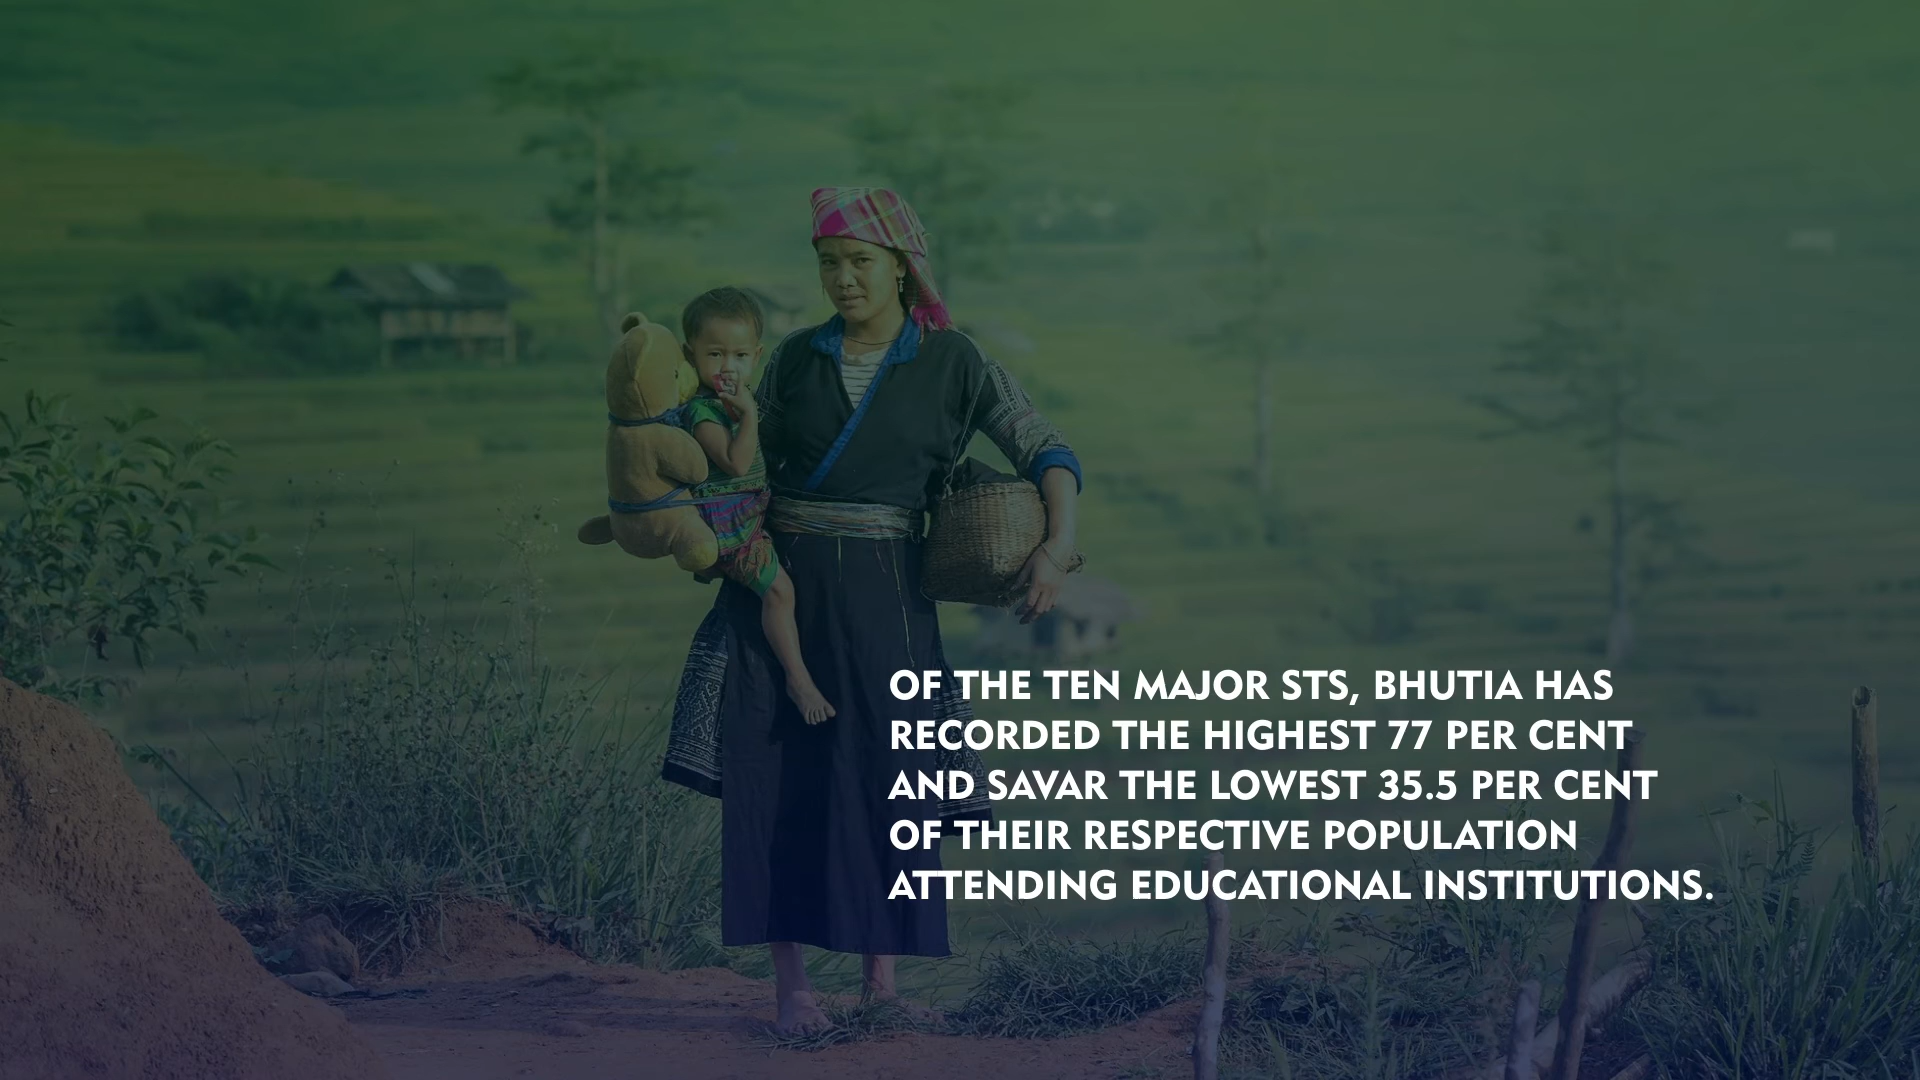 OF THE TEN MAJOR STS, BHUTIA HAS
RECORDED THE HIGHEST 77 PER CENT
AND SAVAR THE LOWEST 35.5 PER CENT
OF THEIR RESPECTIVE POPULATION
ATTENDING EDUCATIONAL INSTITUTIONS.